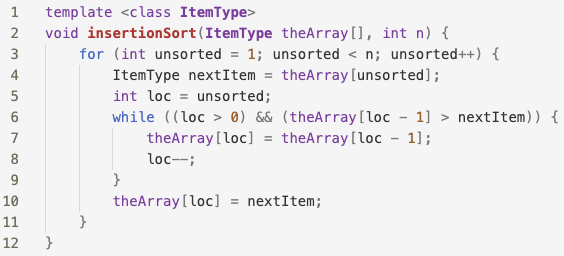 1 template <class ItemType>
2 void insertionSort(ItemType theArray[], int n) {
3     for (int unsorted = 1; unsorted < n; unsorted++) {
4         ItemType nextItem = theArray[unsorted];
5         int loc = unsorted;
6         while ((loc > 0) && (theArray[loc - 1] > nextItem)) {
7             theArray[loc] = theArray[loc - 1];
8             loc--;
9         }
10         theArray[loc] = nextItem;
11     }
12 }